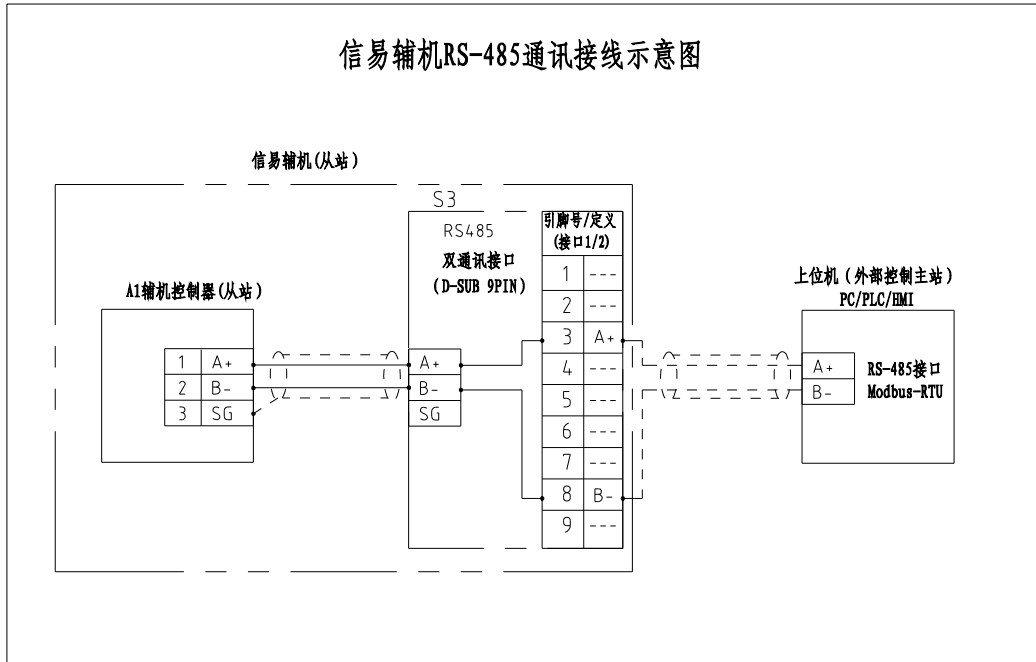 信易辅机RS-485通讯接线示意图
信易辅机(从站)
S3
RS485
双通讯接口
(D-SUB 9PIN)
引脚号/定义
(接口1/2)
1 ---
2 ---
3 A+
4 ---
5 ---
6 ---
7 ---
8 B-
9 ---
A1辅机控制器(从站)
1 A+
2 B-
3 SG
A+
B-
SG
上位机(外部控制主站)
PC/PLC/HMI
A+
B-
RS-485接口
Modbus-RTU